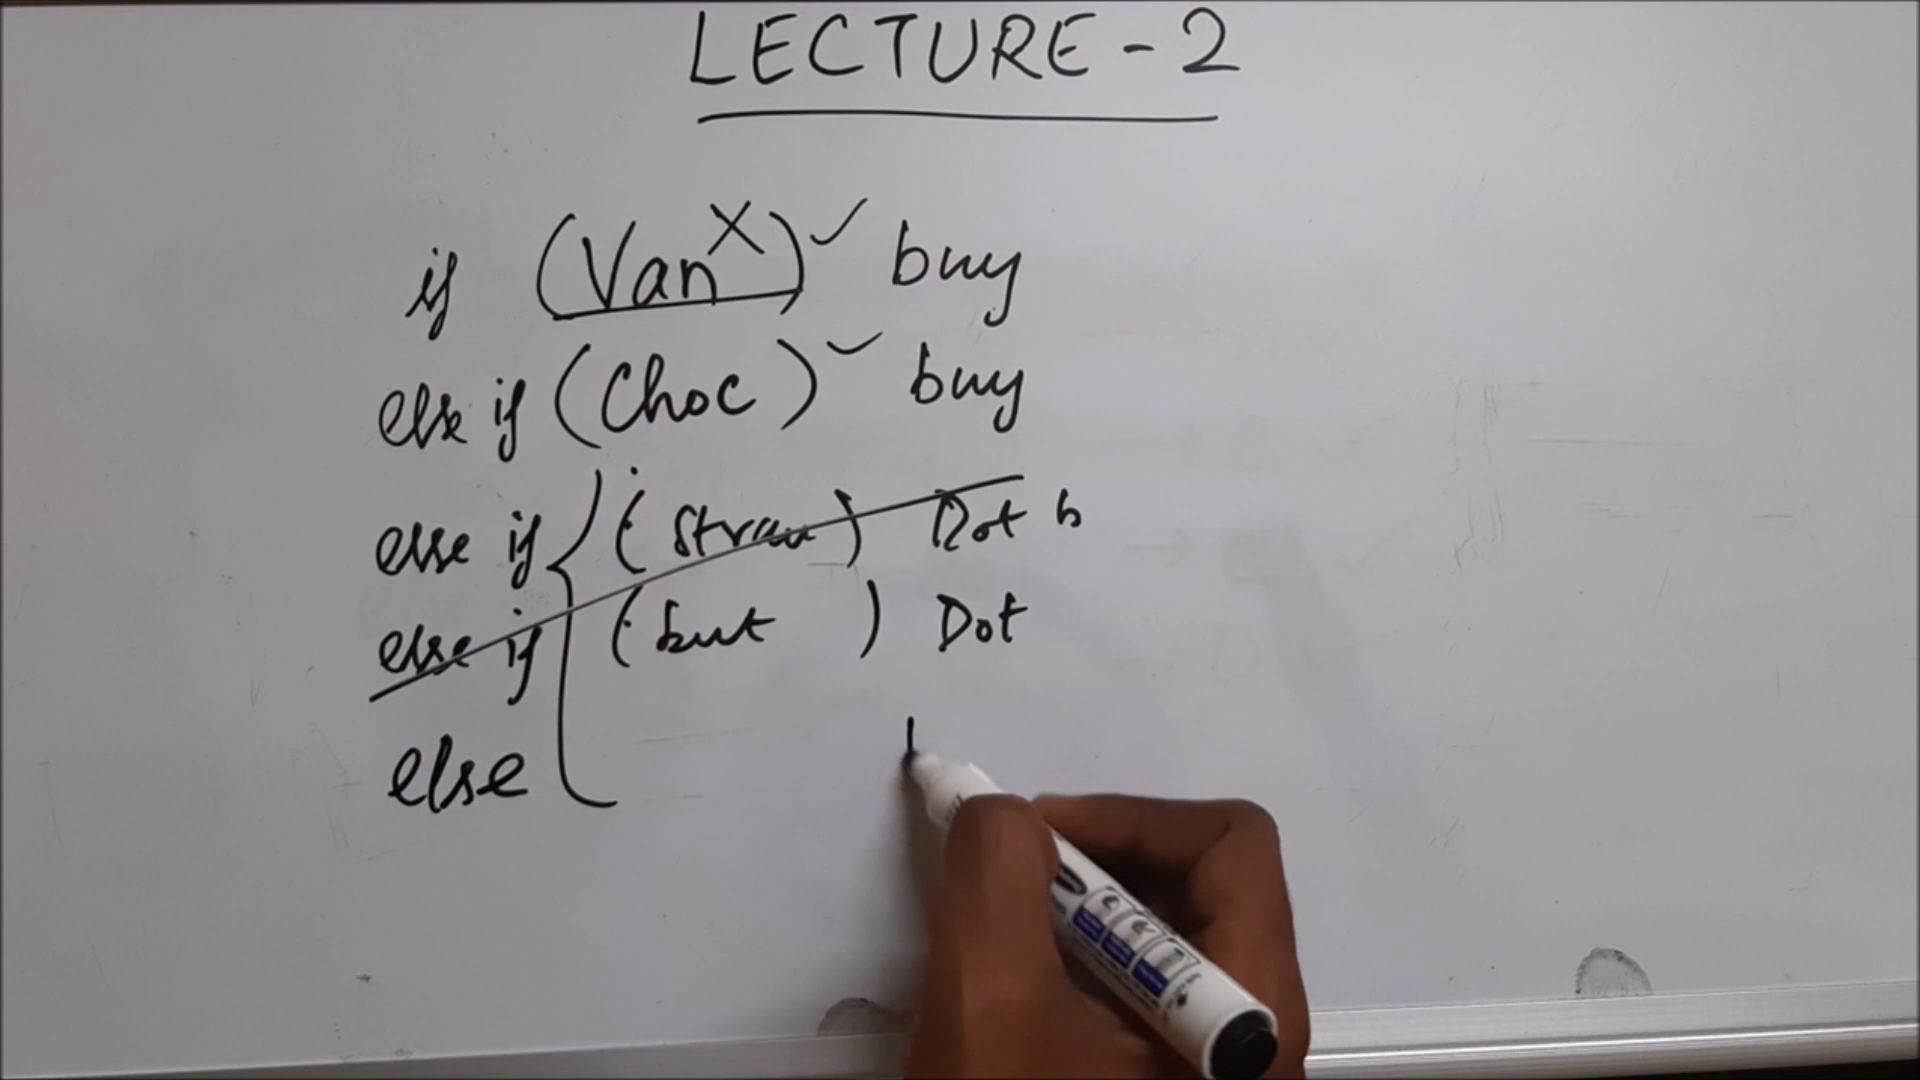 LECTURE - 2
if (Van X) ✓ buy
else if (Choc) ✓ buy
else if (Straw) Dot b
else if (but ) Dot
else